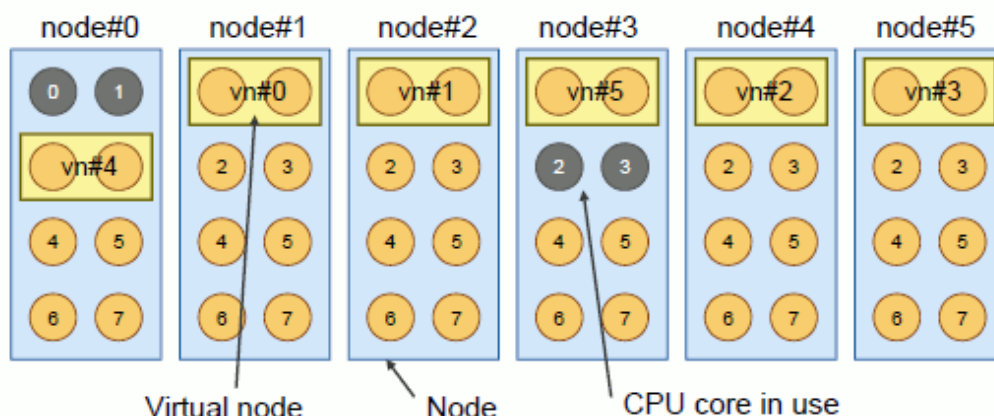 node#0 node#1 node#2 node#3 node#4 node#5
0 1 vn#0 vn#1 vn#5 vn#2 vn#3
vn#4 2 3 2 3 2 3 2 3 2 3
4 5 4 5 4 5 4 5 4 5 4 5
6 7 6 7 6 7 6 7 6 7 6 7
Virtual node Node CPU core in use